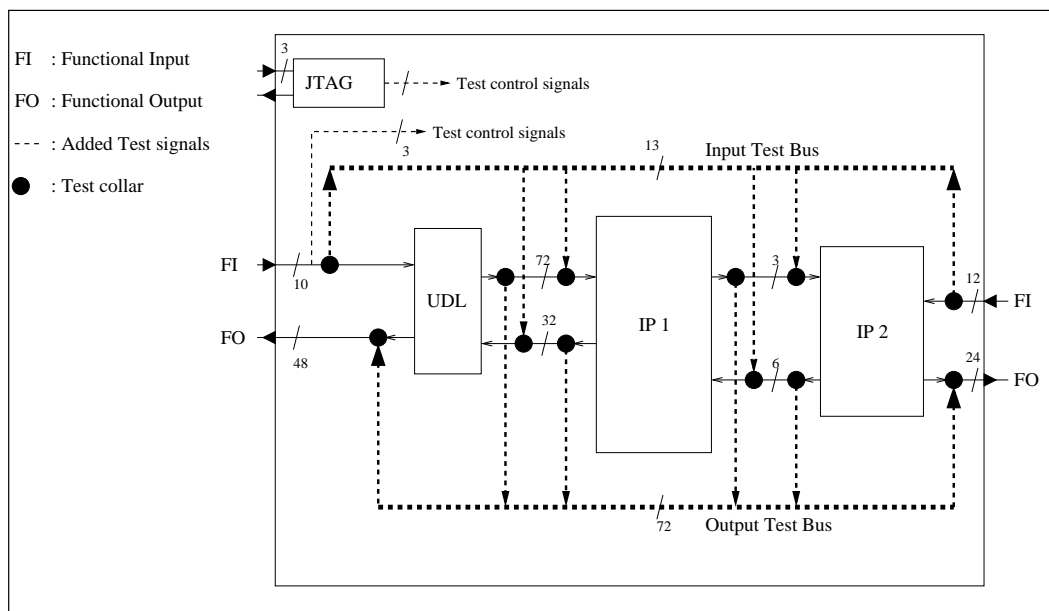 FI : Functional Input
FO : Functional Output
: Added Test signals
: Test collar
3
JTAG
Test control signals
Test control signals
3
13
Input Test Bus
FI
10
UDL
72
IP 1
3
IP 2
12
FI
FO
48
32
6
24
FO
72
Output Test Bus